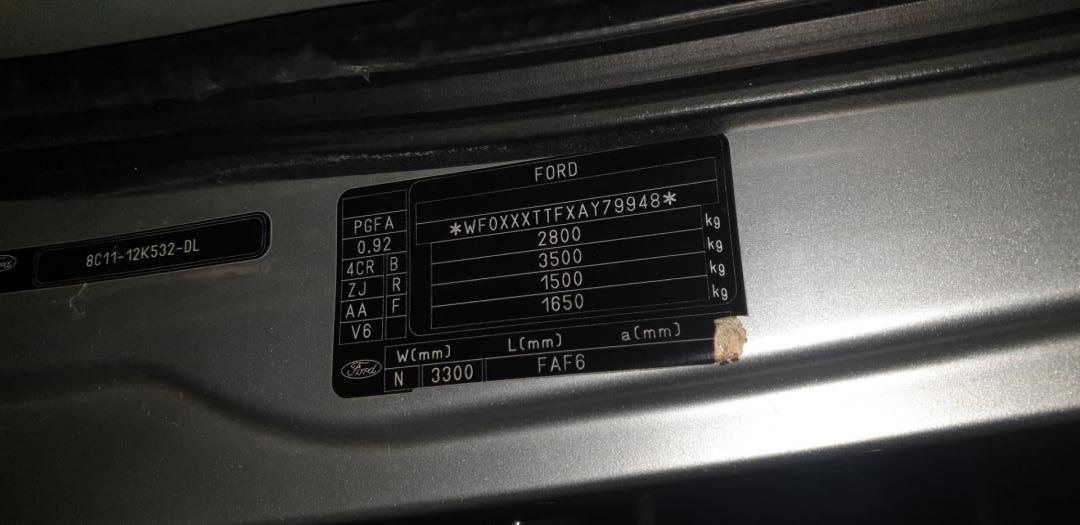 8C11-12K532-DL
FORD
*WF0XXXTTFXAY79948*
2800 kg
3500 kg
1500 kg
1650 kg
PGFA
0.92
4CR B
ZJ R
AA F
V6
Ford
W(mm) L(mm) a(mm)
N 3300 FAF6